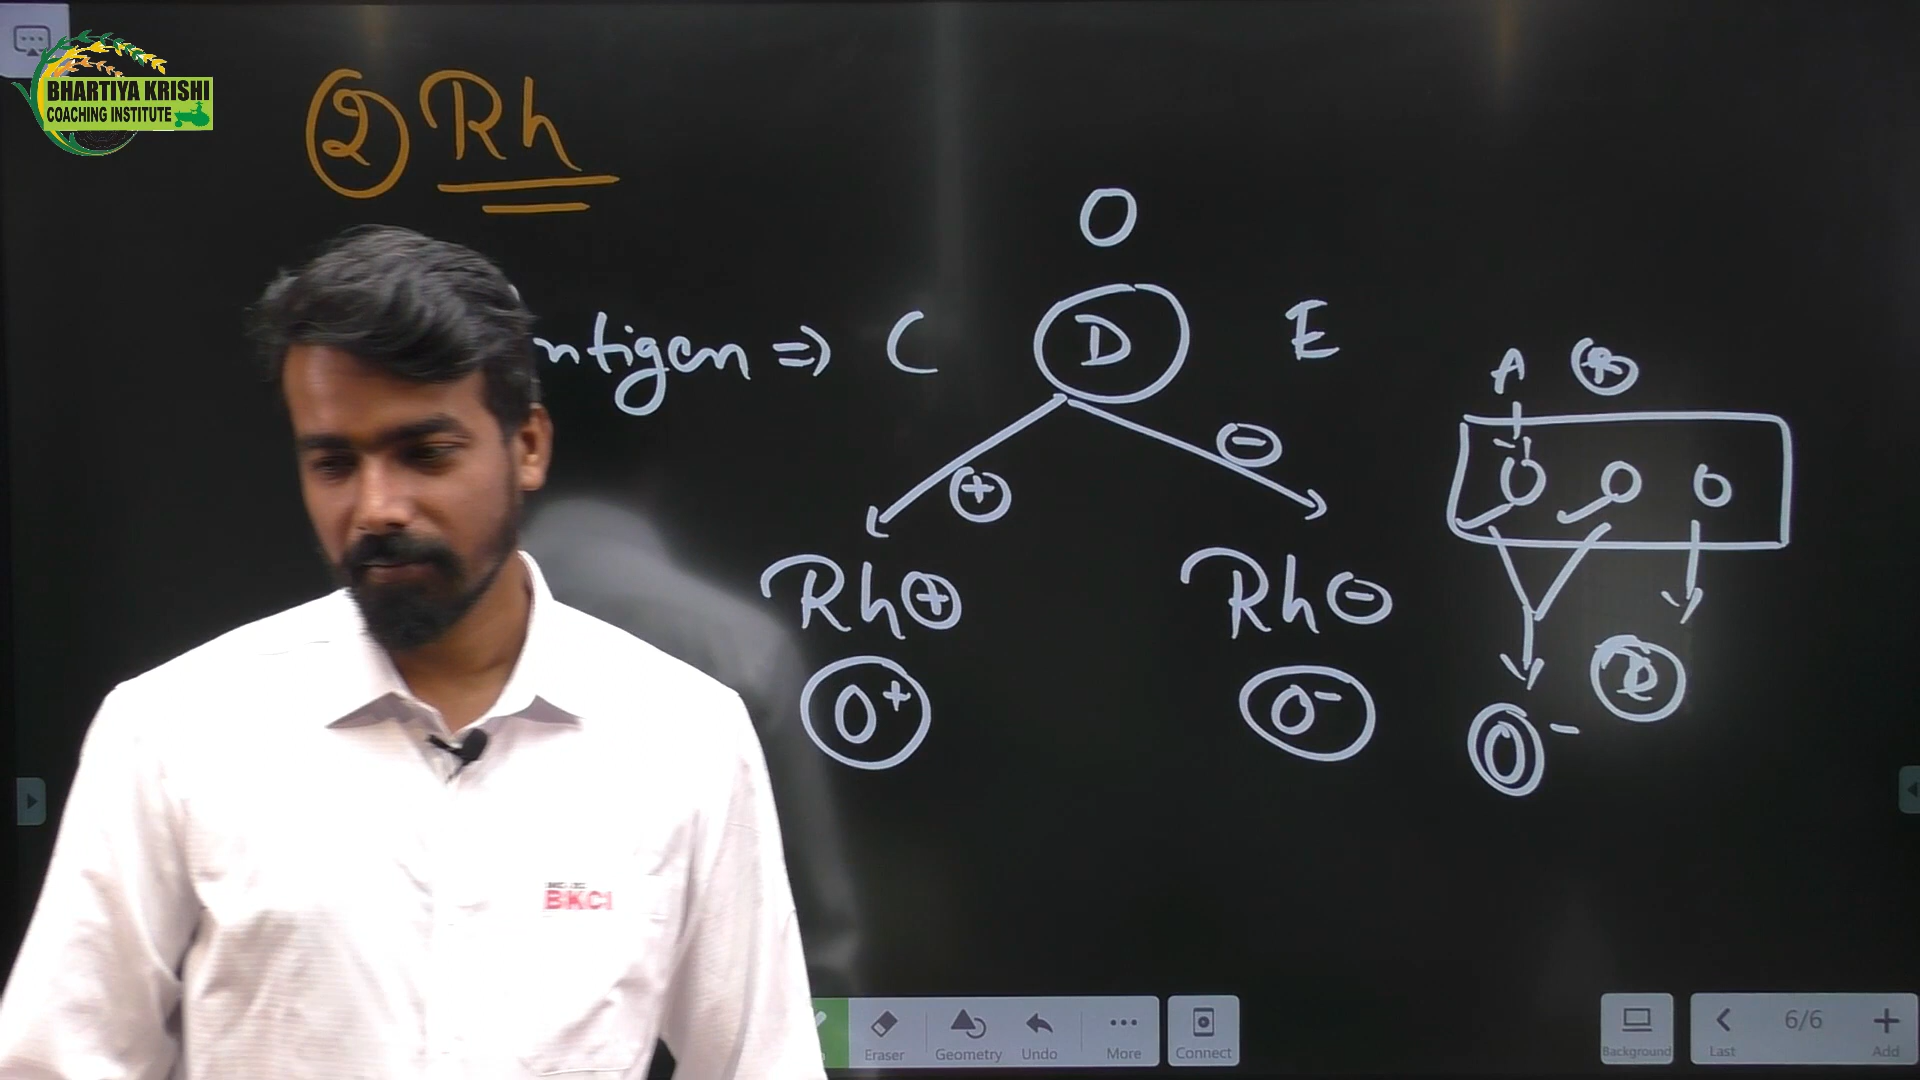 BHARTIYA KRISHI
COACHING INSTITUTE
2 Rh
O
ntigen ⇒ C D E
A +
+ -
O O O
Rh+ Rh-
O+ O-
D
O-
BKCI
Eraser Geometry Undo More Connect
Background
6/6
Last Add